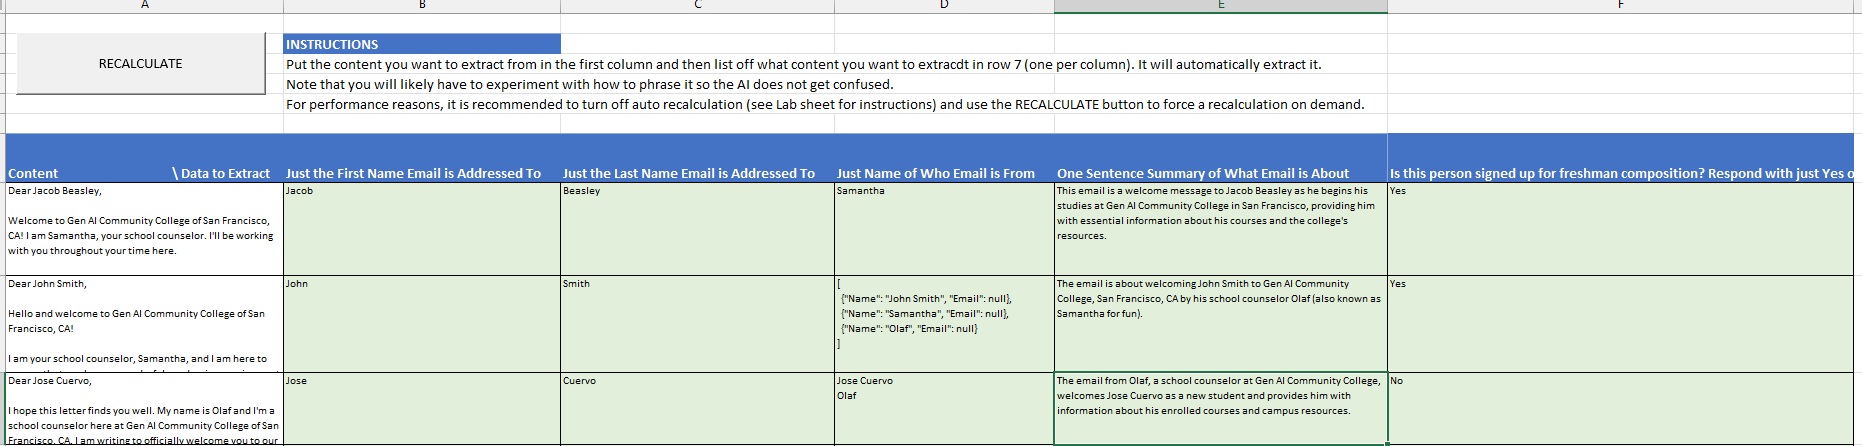 A B C D E F
RECALCULATE
INSTRUCTIONS
Put the content you want to extract from in the first column and then list off what content you want to extracdt in row 7 (one per column). It will automatically extract it.
Note that you will likely have to experiment with how to phrase it so the AI does not get confused.
For performance reasons, it is recommended to turn off auto recalculation (see Lab sheet for instructions) and use the RECALCULATE button to force a recalculation on demand.
Content \ Data to Extract
Just the First Name Email is Addressed To
Just the Last Name Email is Addressed To
Just Name of Who Email is From
One Sentence Summary of What Email is About
Is this person signed up for freshman composition? Respond with just Yes o
Dear Jacob Beasley,
Welcome to Gen AI Community College of San Francisco,
CA! I am Samantha, your school counselor. I'll be working
with you throughout your time here.
Jacob
Beasley
Samantha
This email is a welcome message to Jacob Beasley as he begins his
studies at Gen AI Community College in San Francisco, providing him
with essential information about his courses and the college's
resources.
Yes
Dear John Smith,
Hello and welcome to Gen AI Community College of San
Francisco, CA!
I am your school counselor, Samantha, and I am here to
John
Smith
[
{"Name": "John Smith", "Email": null},
{"Name": "Samantha", "Email": null},
{"Name": "Olaf", "Email": null}
]
The email is about welcoming John Smith to Gen AI Community
College, San Francisco, CA by his school counselor Olaf (also known as
Samantha for fun).
Yes
Dear Jose Cuervo,
I hope this letter finds you well. My name is Olaf and I'm a
school counselor here at Gen AI Community College of San
Francisco, CA. I am writing to officially welcome you to our
Jose
Cuervo
Jose Cuervo
Olaf
The email from Olaf, a school counselor at Gen AI Community College,
welcomes Jose Cuervo as a new student and provides him with
information about his enrolled courses and campus resources.
No